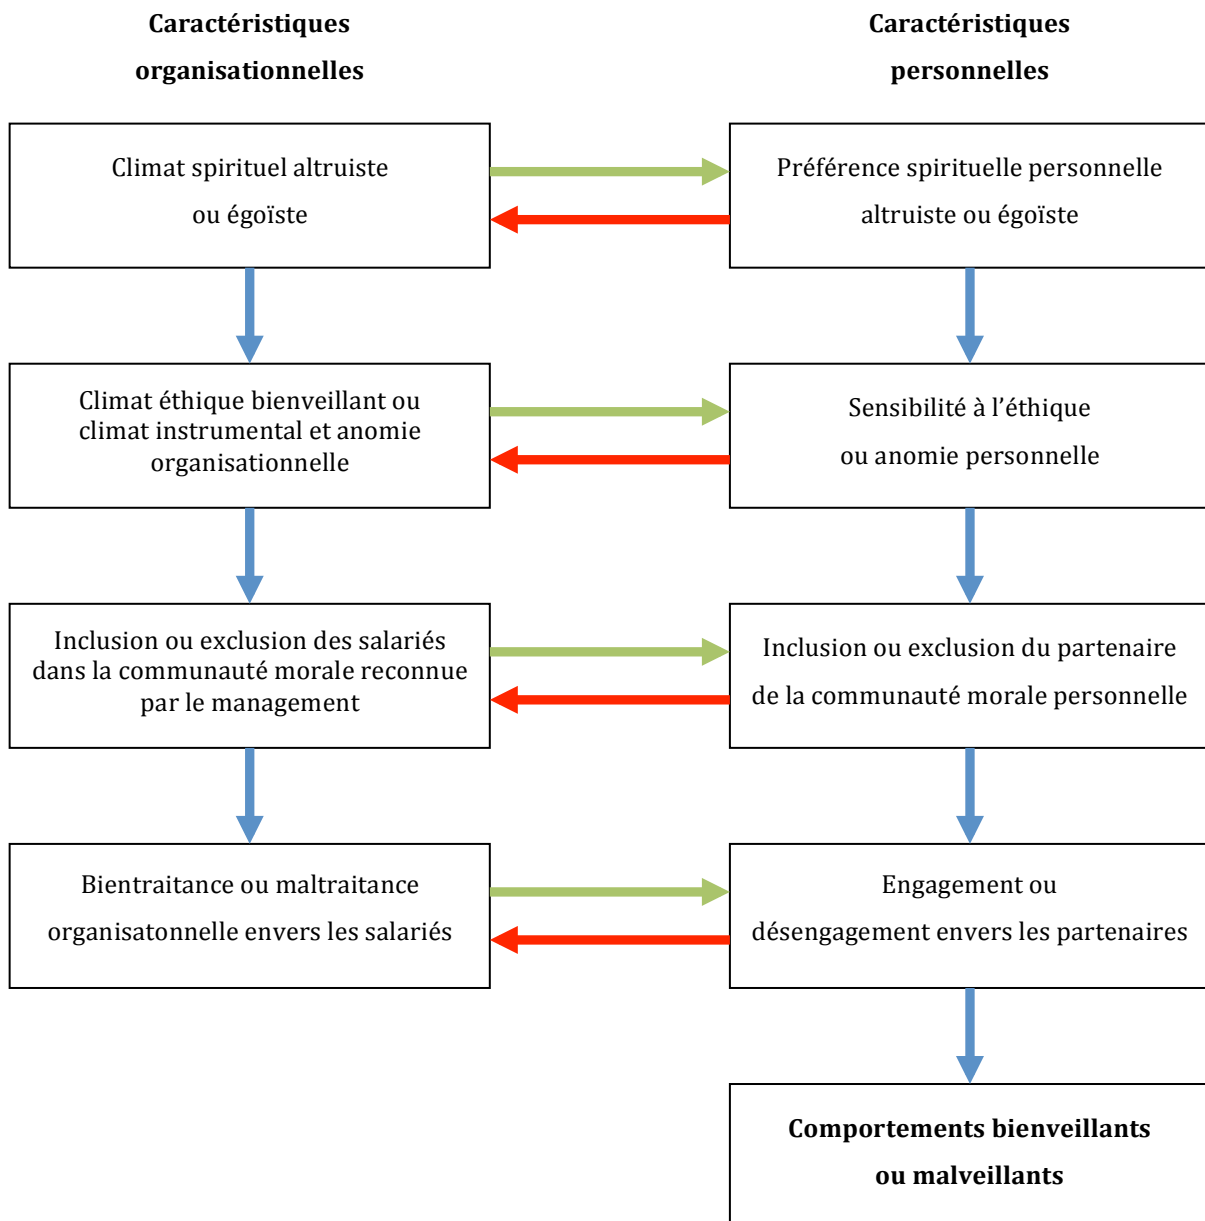 Caractéristiques
organisationnelles
Caractéristiques
personnelles
Climat spirituel altruiste
ou égoïste
Préférence spirituelle personnelle
altruiste ou égoïste
Climat éthique bienveillant ou
climat instrumental et anomie
organisationnelle
Sensibilité à l’éthique
ou anomie personnelle
Inclusion ou exclusion des salariés
dans la communauté morale reconnue
par le management
Inclusion ou exclusion du partenaire
de la communauté morale personnelle
Bientraitance ou maltraitance
organisatonnelle envers les salariés
Engagement ou
désengagement envers les partenaires
Comportements bienveillants
ou malveillants